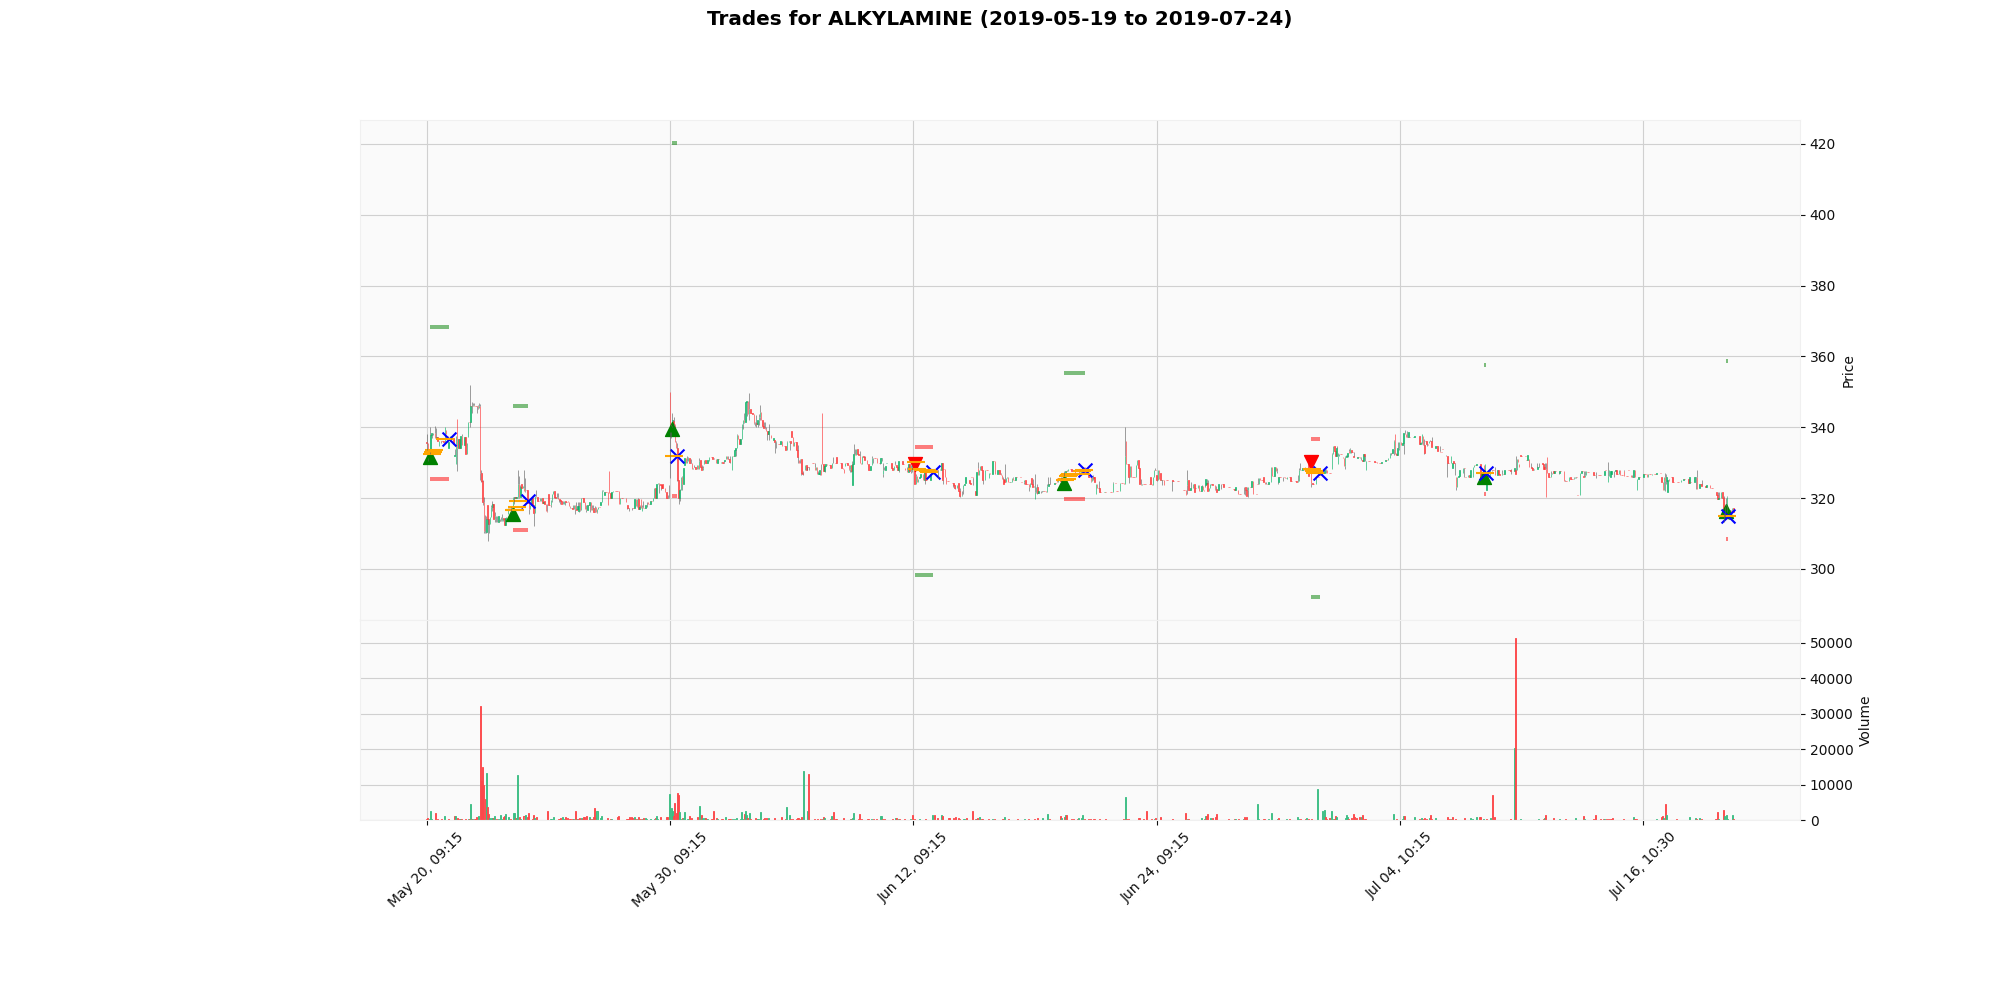 Trades for ALKYLAMINE (2019-05-19 to 2019-07-24)
420
400
380
360
340
320
300
Price
50000
40000
30000
20000
10000
0
Volume
May 20, 09:15
May 30, 09:15
Jun 12, 09:15
Jun 24, 09:15
Jul 04, 10:15
Jul 16, 10:30